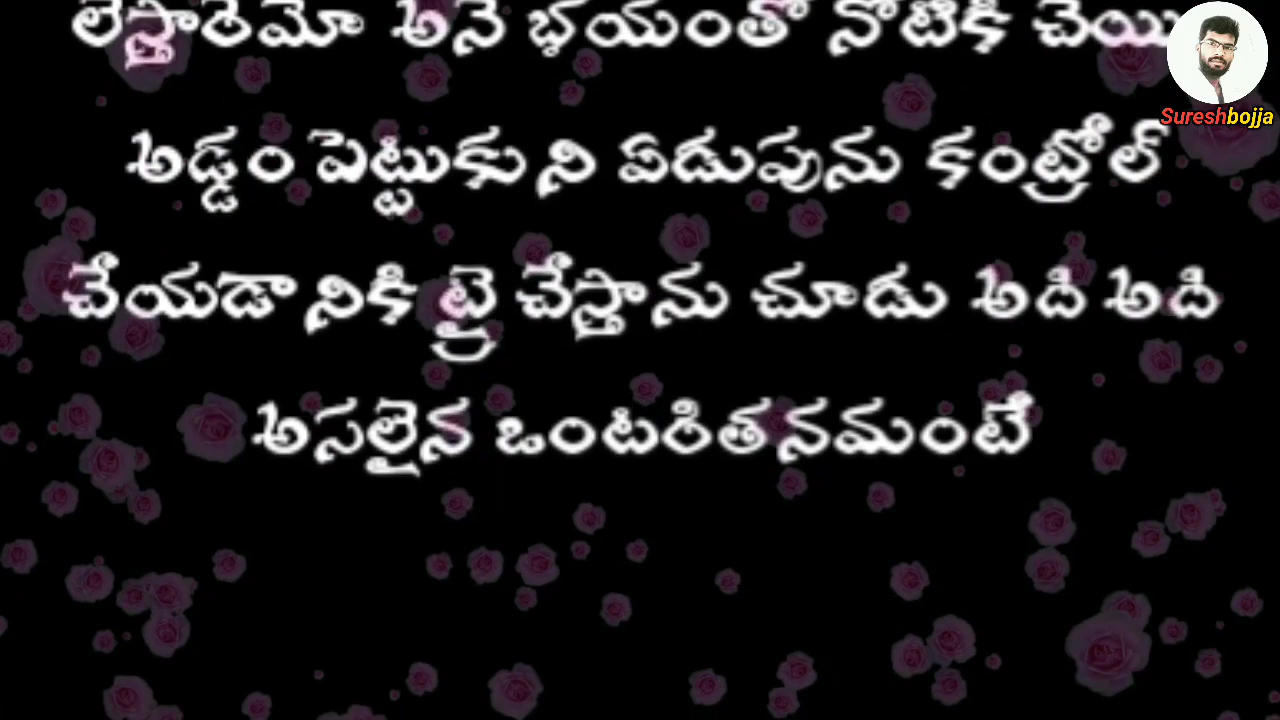 లేస్తారేమో అనే భయంతో నోటికి చేయి
అడ్డం పెట్టుకుని ఏడుపును కంట్రోల్
చేయడానికి ట్రై చేస్తాను చూడు అది అది
అసలైన ఒంటరితనమంటే
Sureshbojja